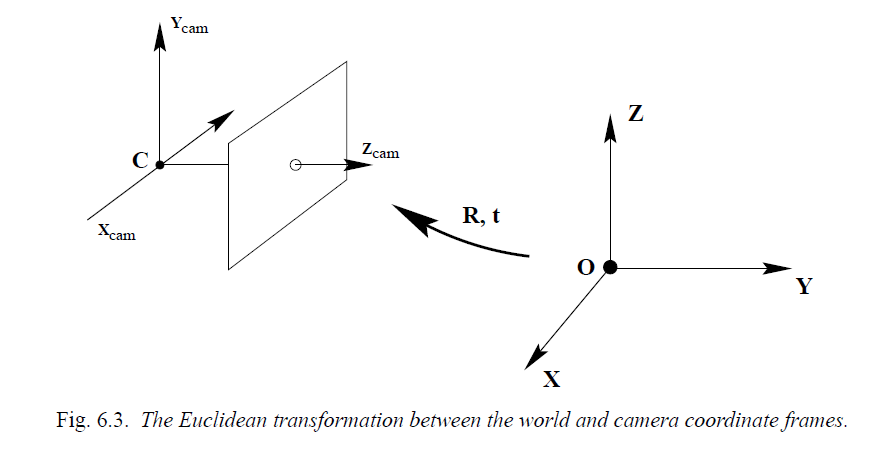 Ycam
C
Zcam
Xcam
R, t
Z
O
Y
X
Fig. 6.3. The Euclidean transformation between the world and camera coordinate frames.